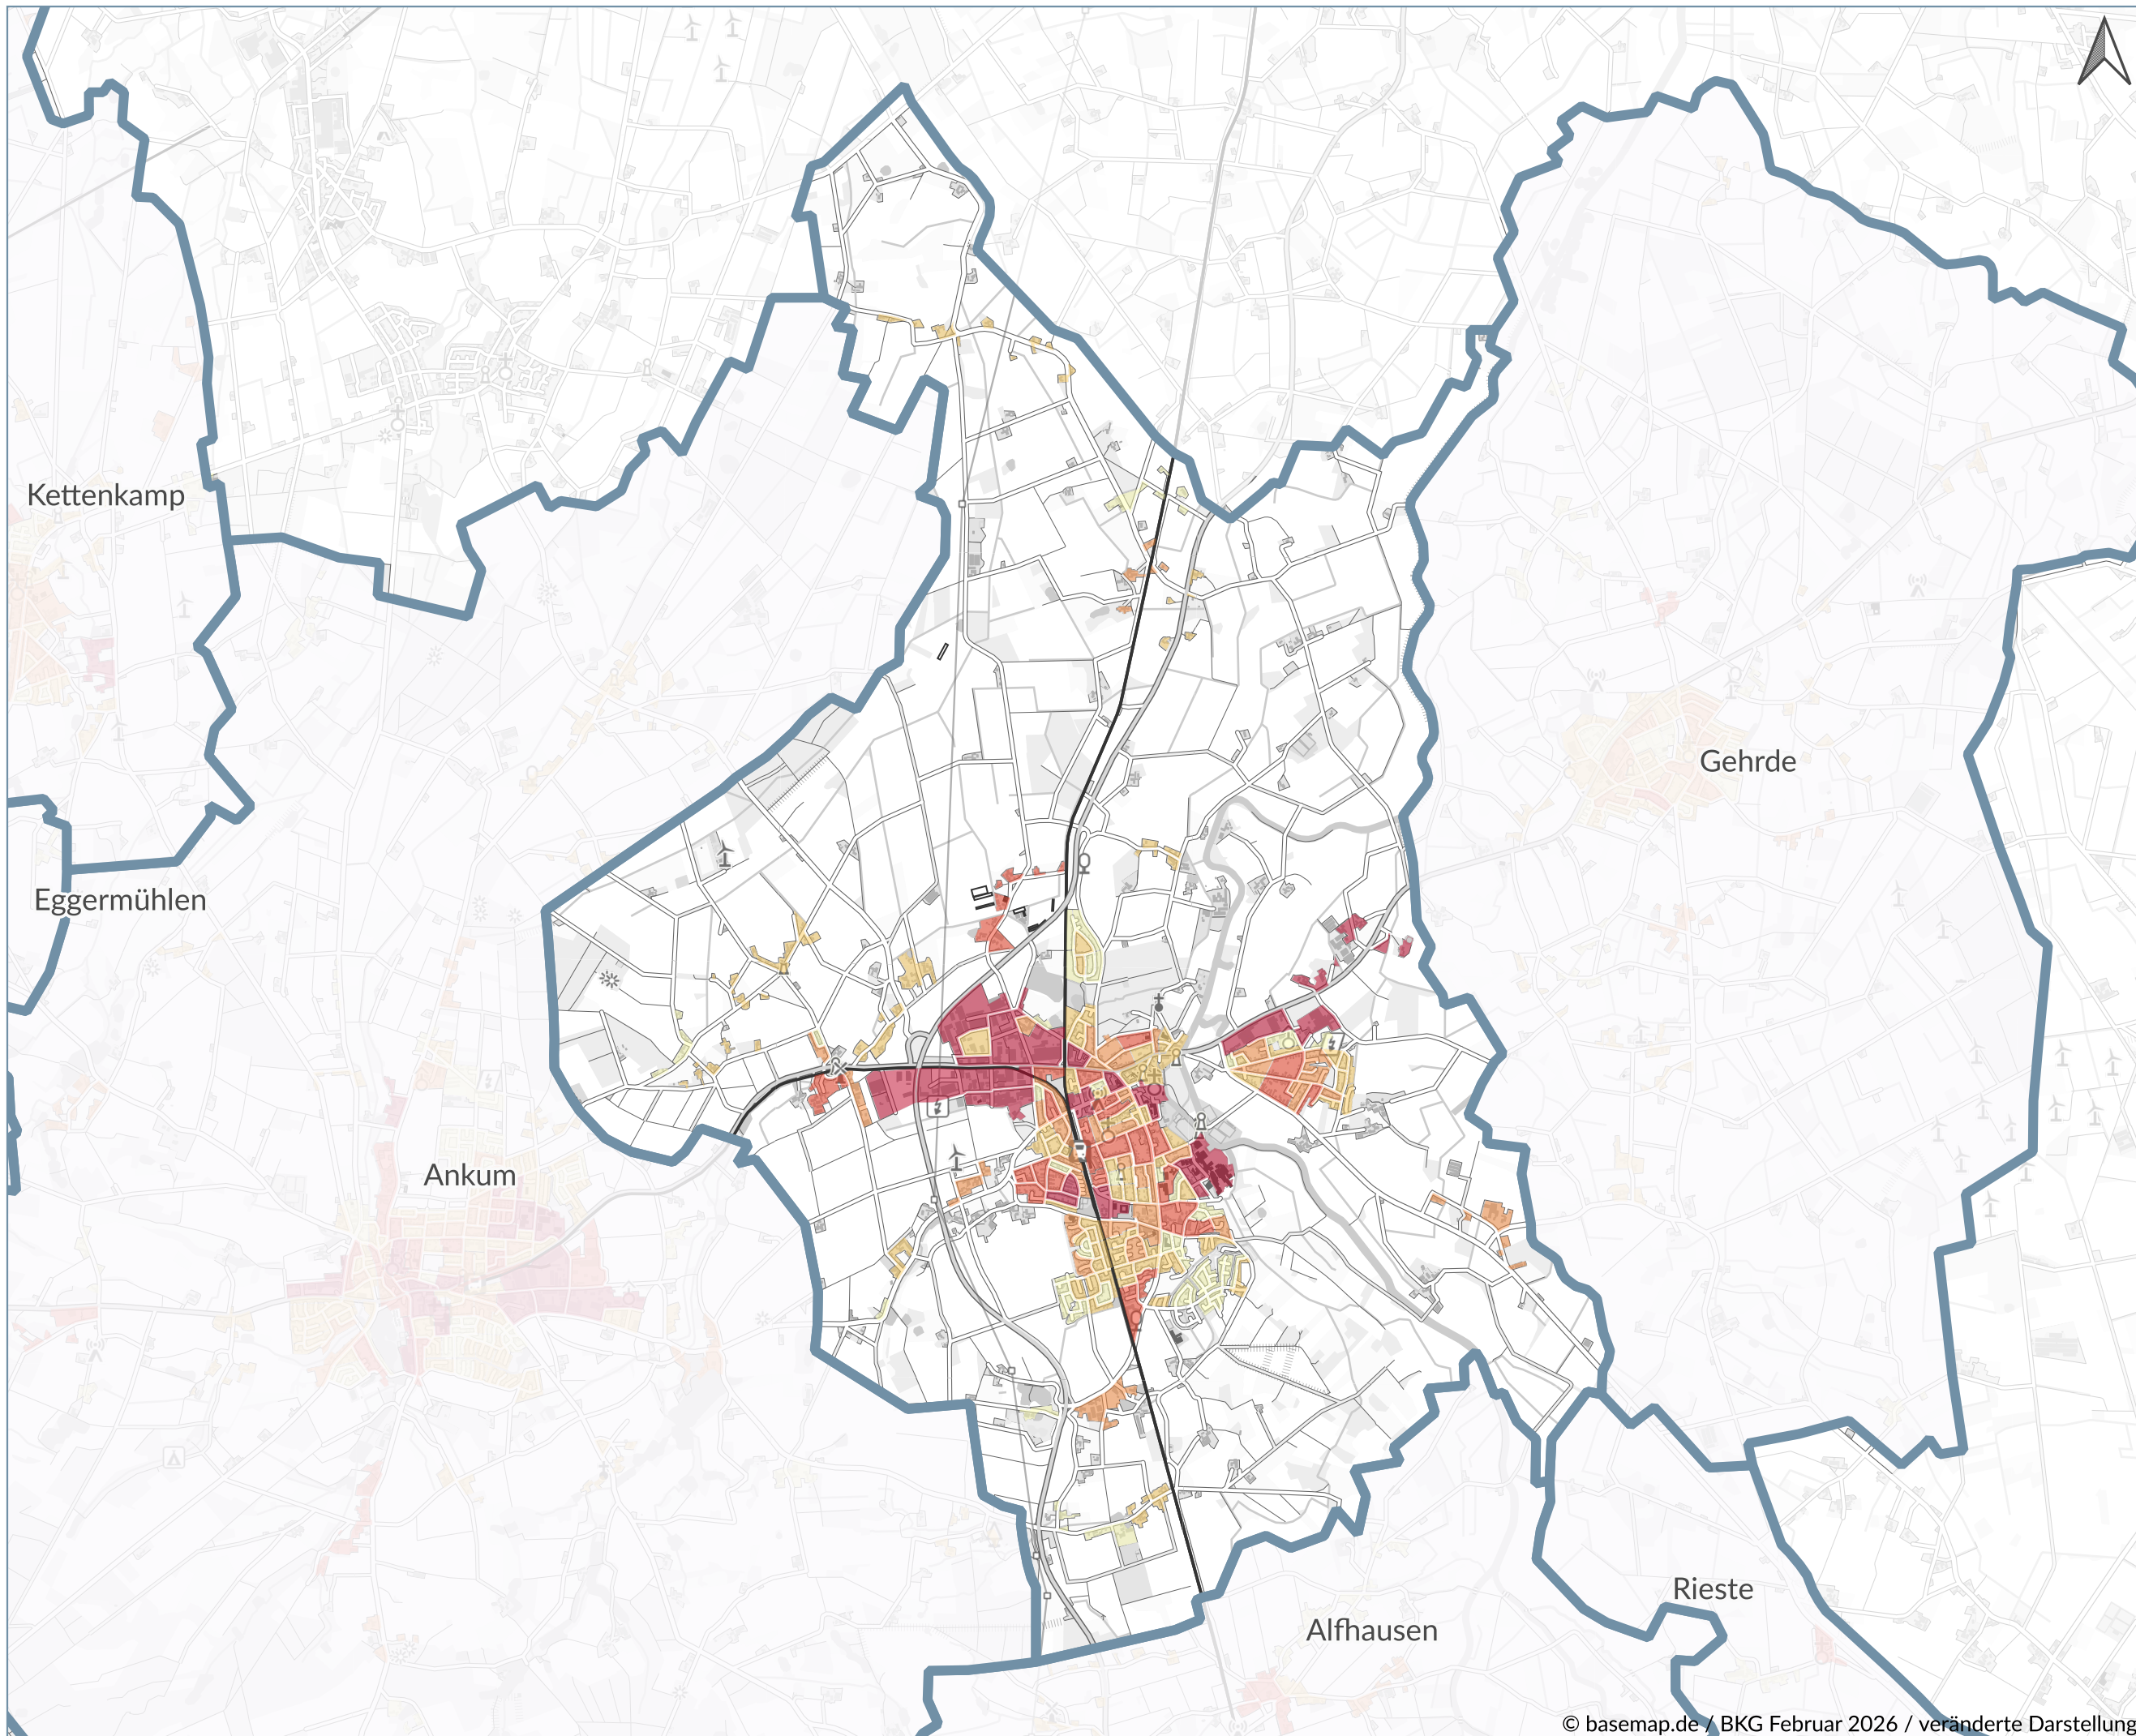 Kettenkamp
Gehrde
Eggermühlen
Ankum
Rieste
Alfhausen
© basemap.de / BKG Februar 2026 / veränderte Darstellung